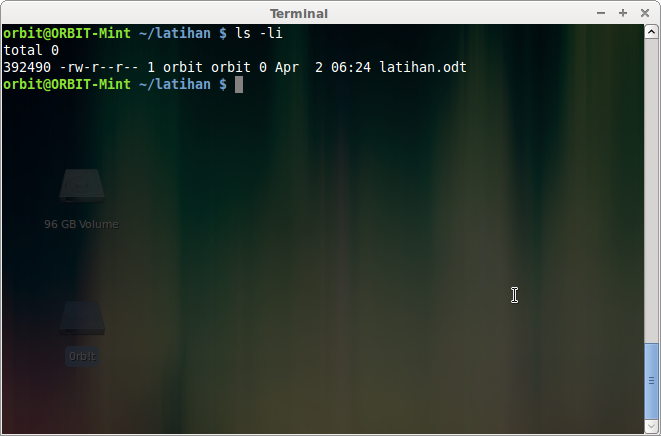 Terminal
orbit@ORBIT-Mint ~/latihan $ ls -li
total 0
392490 -rw-r--r-- 1 orbit orbit 0 Apr  2 06:24 latihan.odt
orbit@ORBIT-Mint ~/latihan $
96 GB Volume
Orb!t